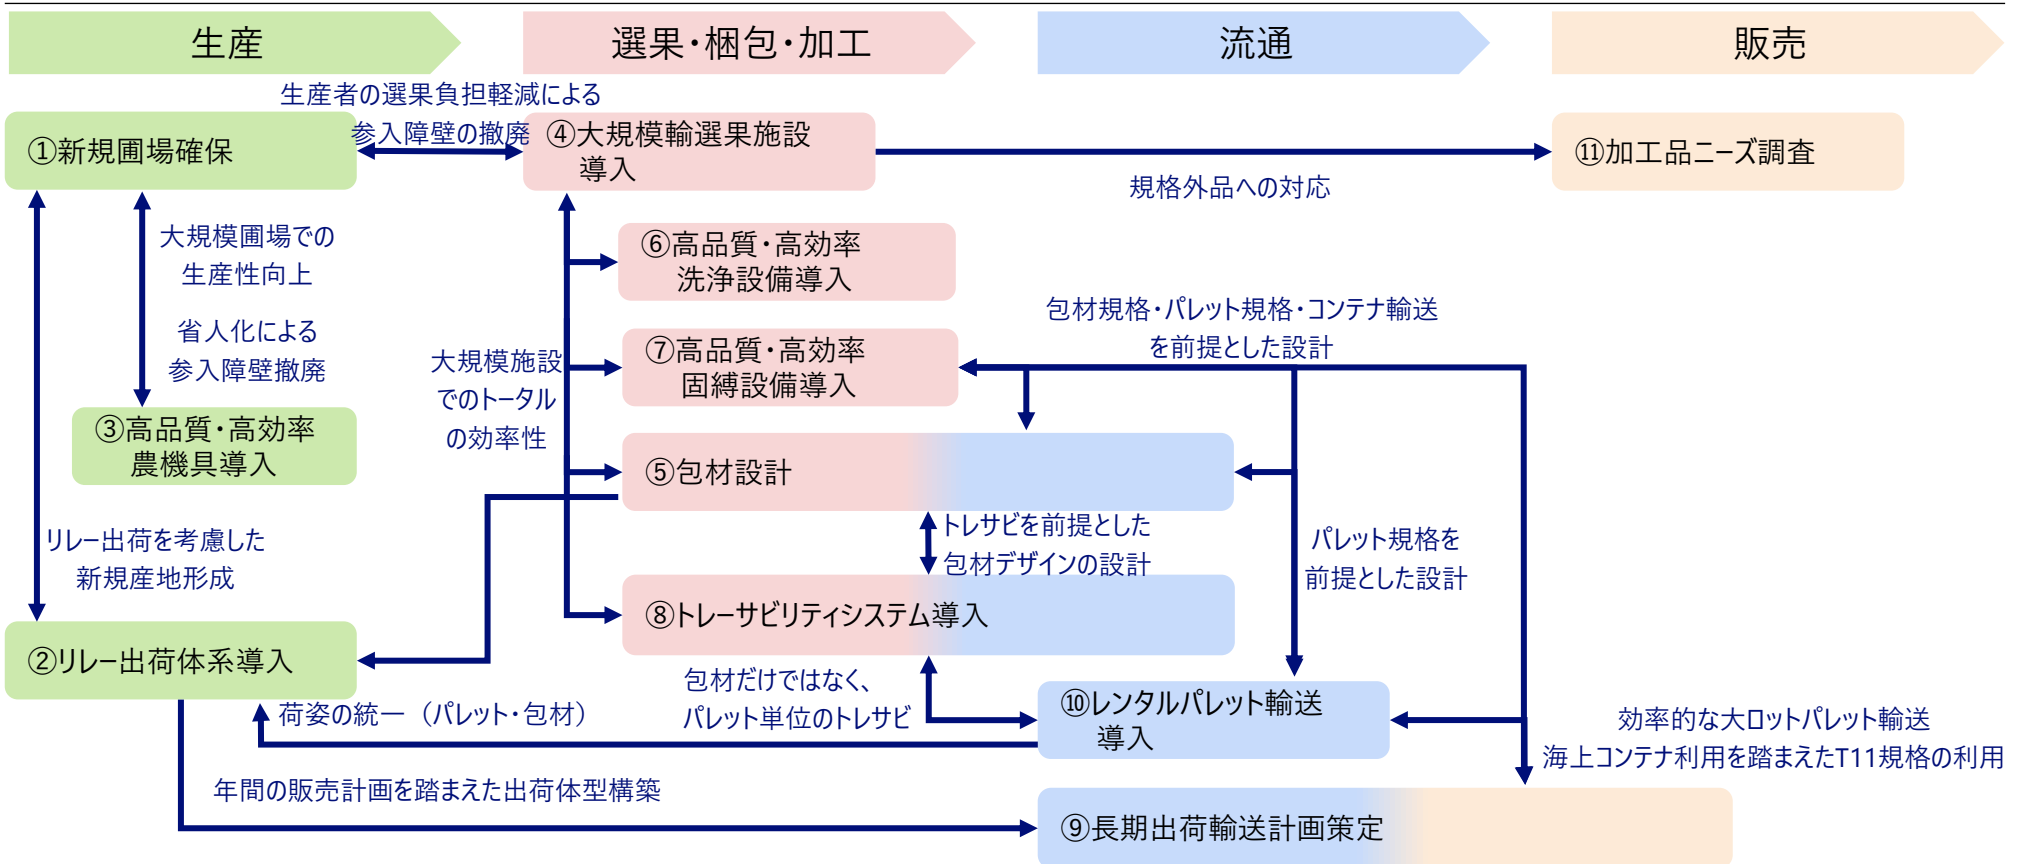 生産
選果・梱包・加工
流通
販売
生産者の選果負担軽減による
参入障壁の撤廃
①新規圃場確保
④大規模輸選果施設
導入
⑪加工品ニーズ調査
規格外品への対応
大規模圃場での
生産性向上
省人化による
参入障壁撤廃
⑥高品質・高効率
洗浄設備導入
包材規格・パレット規格・コンテナ輸送
を前提とした設計
⑦高品質・高効率
固縛設備導入
大規模施設
でのトータル
の効率性
③高品質・高効率
農機具導入
⑤包材設計
リレー出荷を考慮した
新規産地形成
トレサビを前提とした
包材デザインの設計
パレット規格を
前提とした設計
⑧トレーサビリティシステム導入
②リレー出荷体系導入
包材だけではなく、
パレット単位のトレサビ
荷姿の統一（パレット・包材）
⑩レンタルパレット輸送
導入
効率的な大ロットパレット輸送
海上コンテナ利用を踏まえたT11規格の利用
年間の販売計画を踏まえた出荷体型構築
⑨長期出荷輸送計画策定